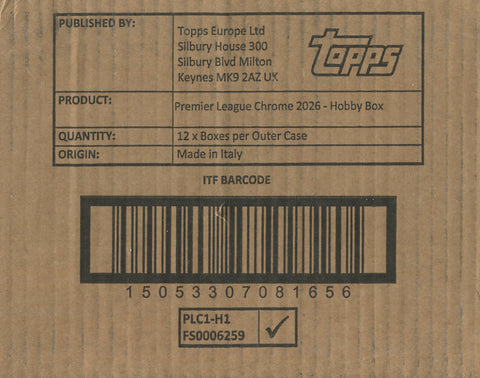 PUBLISHED BY:
Topps Europe Ltd
Silbury House 300
Silbury Blvd Milton
Keynes MK9 2AZ UK
Topps
PRODUCT:
Premier League Chrome 2026 - Hobby Box
QUANTITY:
12 x Boxes per Outer Case
ORIGIN:
Made in Italy
ITF BARCODE
15053307081656
PLC1-H1
FS0006259